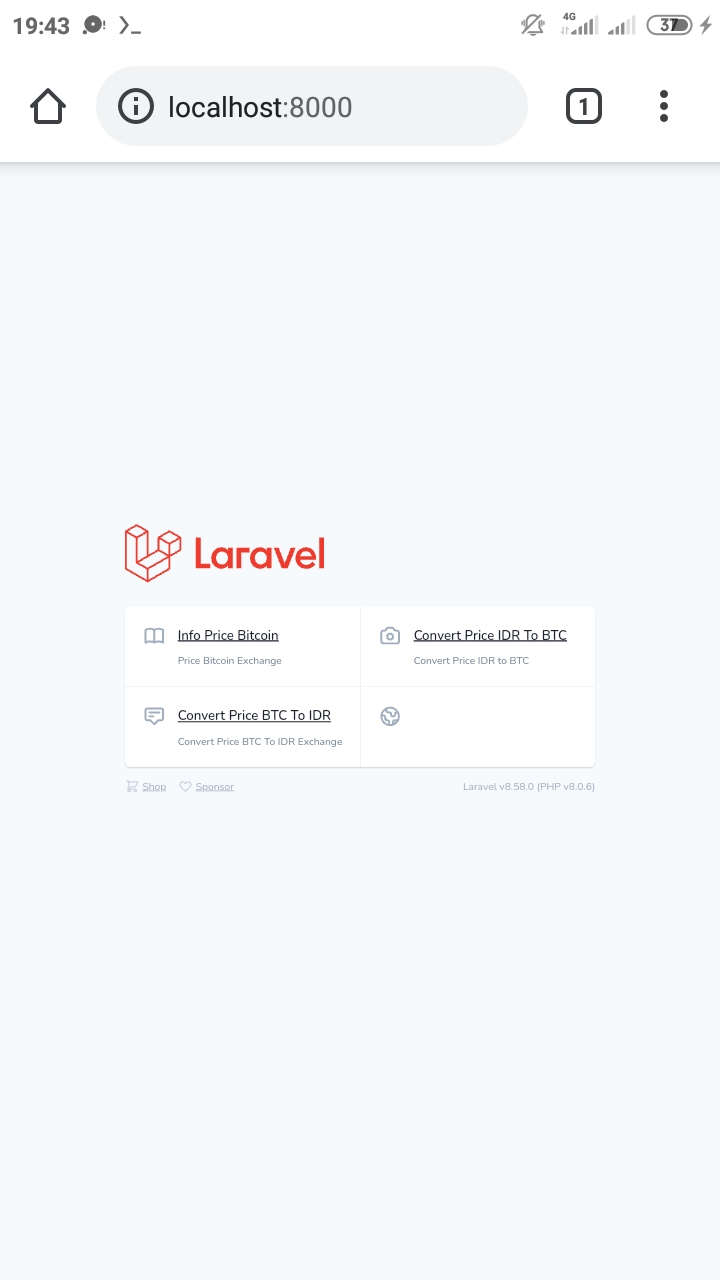 19:43
4G
37
localhost:8000
1
Laravel
Info Price Bitcoin
Price Bitcoin Exchange
Convert Price IDR To BTC
Convert Price IDR to BTC
Convert Price BTC To IDR
Convert Price BTC To IDR Exchange
Shop
Sponsor
Laravel v8.58.0 (PHP v8.0.6)